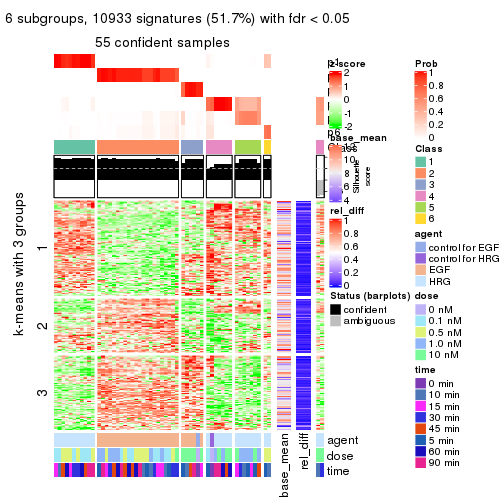 6 subgroups, 10933 signatures (51.7%) with fdr < 0.05
55 confident samples
k-means with 3 groups
1
2
3
z-score
2
1
0
-1
-2
base_mean
10
8
6
4
Silhouette
score
rel_diff
1
0.8
0.6
0.4
0.2
0
Status (barplots)
confident
ambiguous
Prob
1
0.8
0.6
0.4
0.2
0
Class
1
2
3
4
5
6
agent
control for EGF
control for HRG
EGF
HRG
dose
0 nM
0.1 nM
0.5 nM
1.0 nM
10 nM
time
0 min
10 min
15 min
30 min
45 min
5 min
60 min
90 min
agent
dose
time
base_mean
rel_diff